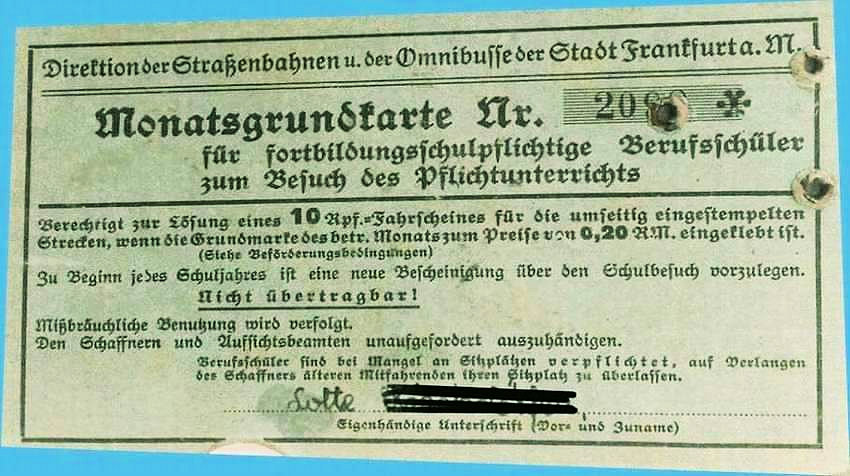 Direktion der Straßenbahnen u. der Omnibusse der Stadt Frankfurt a. M.
Monatsgrundkarte Nr.
für fortbildungsschulpflichtige Berufsschüler
zum Besuch des Pflichtunterrichts
Berechtigt zur Lösung eines 10 Rpf.=Fahrscheines für die umseitig eingestempelten
Strecken, wenn die Grundmarke des betr. Monats zum Preise von 0,20 R.M. eingeklebt ist.
(Siehe Beförderungsbedingungen)
Zu Beginn jedes Schuljahres ist eine neue Bescheinigung über den Schulbesuch vorzulegen.
Nicht übertragbar!
Mißbräuchliche Benutzung wird verfolgt.
Den Schaffnern und Aufsichtsbeamten unaufgefordert auszuhändigen.
Berufsschüler sind bei Mangel an Sitzplätzen verpflichtet, auf Verlangen
des Schaffners älteren Mitfahrenden ihren Sitzplatz zu überlassen.
Lotte
Eigenhändige Unterschrift (Vor= und Zuname)